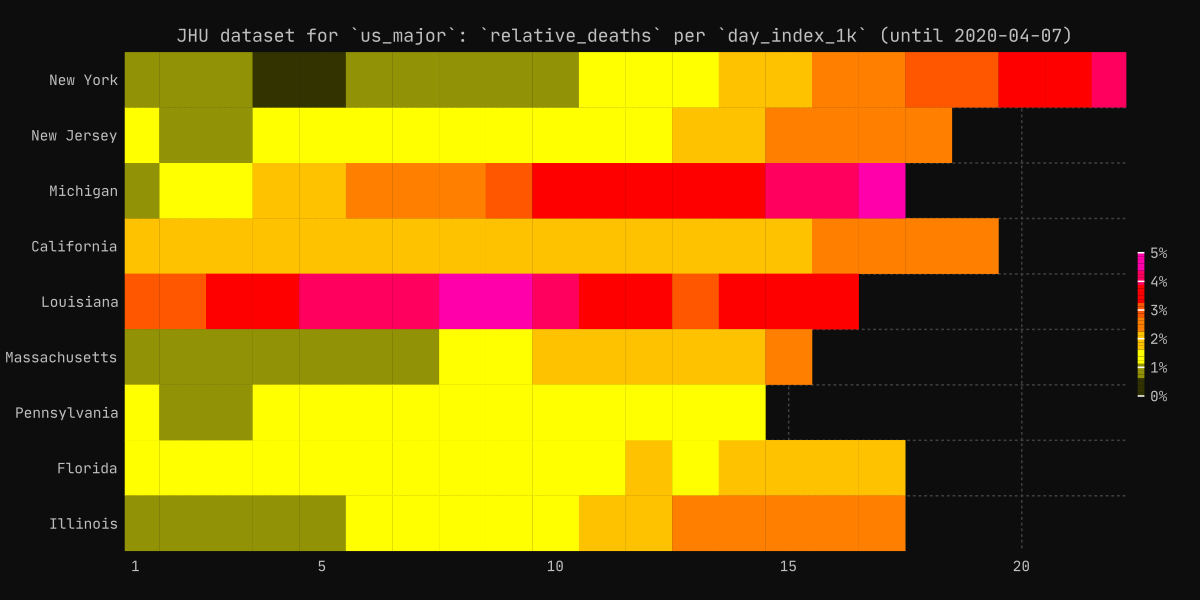 JHU dataset for `us_major`: `relative_deaths` per `day_index_1k` (until 2020-04-07)
New York
New Jersey
Michigan
California
Louisiana
Massachusetts
Pennsylvania
Florida
Illinois
5%
4%
3%
2%
1%
0%
1 5 10 15 20